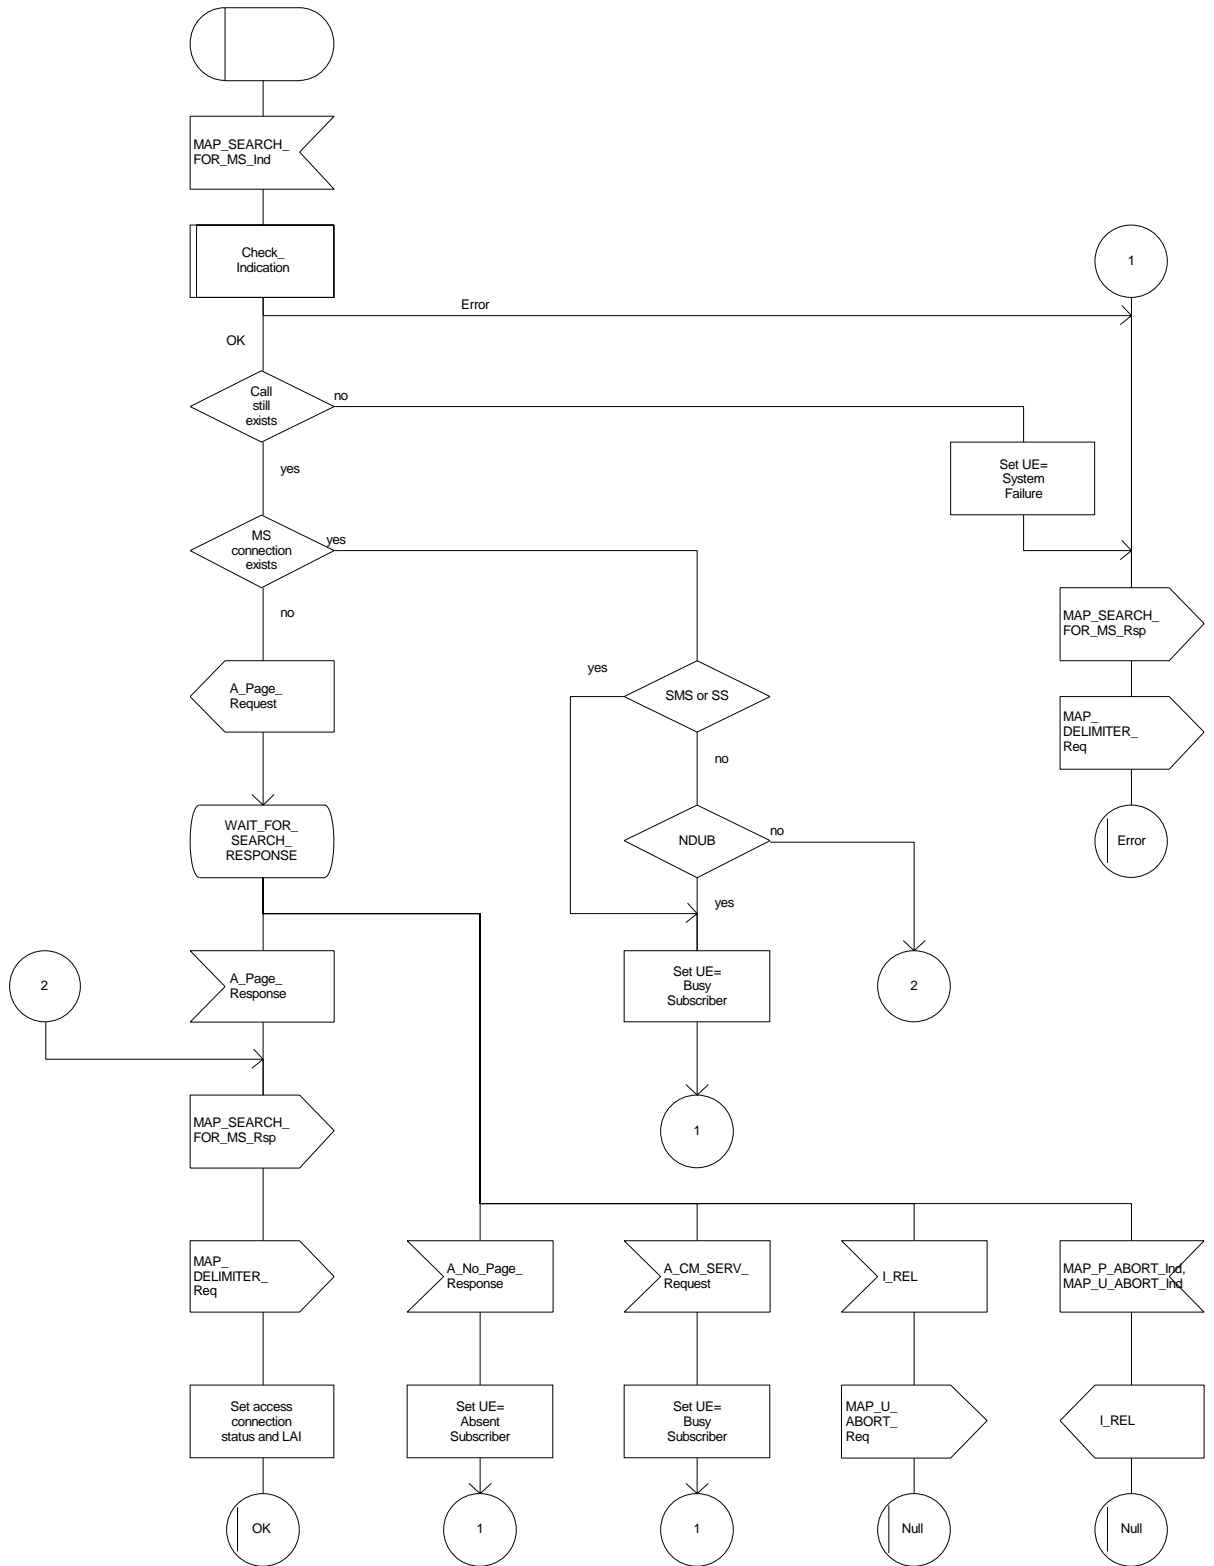 MAP_SEARCH_
FOR_MS_Ind
Check_
Indication
1
Error
OK
Call
still
exists
no
Set UE=
System
Failure
yes
MS
connection
exists
yes
no
MAP_SEARCH_
FOR_MS_Rsp
yes
A_Page_
Request
SMS or SS
MAP_
DELIMITER_
Req
no
WAIT_FOR_
SEARCH_
RESPONSE
NDUB
no
Error
yes
2
A_Page_
Response
Set UE=
Busy
Subscriber
2
MAP_SEARCH_
FOR_MS_Rsp
1
MAP_
DELIMITER_
Req
A_No_Page_
Response
A_CM_SERV_
Request
I_REL
MAP_P_ABORT_Ind,
MAP_U_ABORT_Ind
Set access
connection
status and LAI
Set UE=
Absent
Subscriber
Set UE=
Busy
Subscriber
MAP_U_
ABORT_
Req
I_REL
OK
1
1
Null
Null